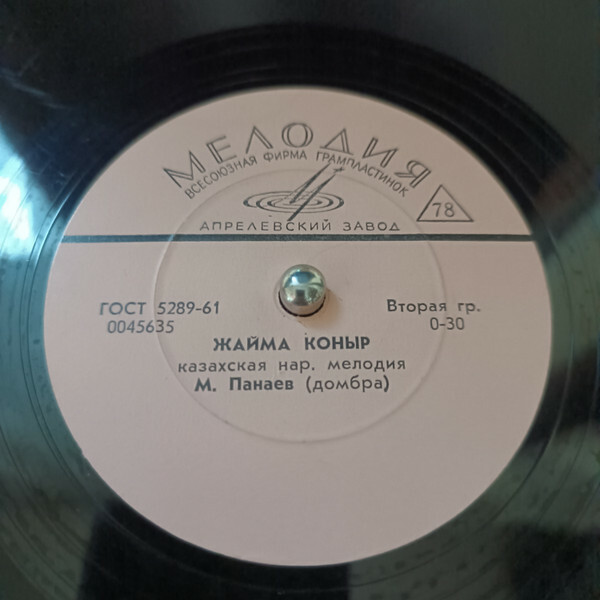 МЕЛОДИЯ
ВСЕСОЮЗНАЯ ФИРМА ГРАМПЛАСТИНОК
78
АПРЕЛЕВСКИЙ ЗАВОД
ГОСТ 5289-61
0045635
Вторая гр.
0-30
ЖАЙМА КОНЫР
казахская нар. мелодия
М. Панаев (домбра)